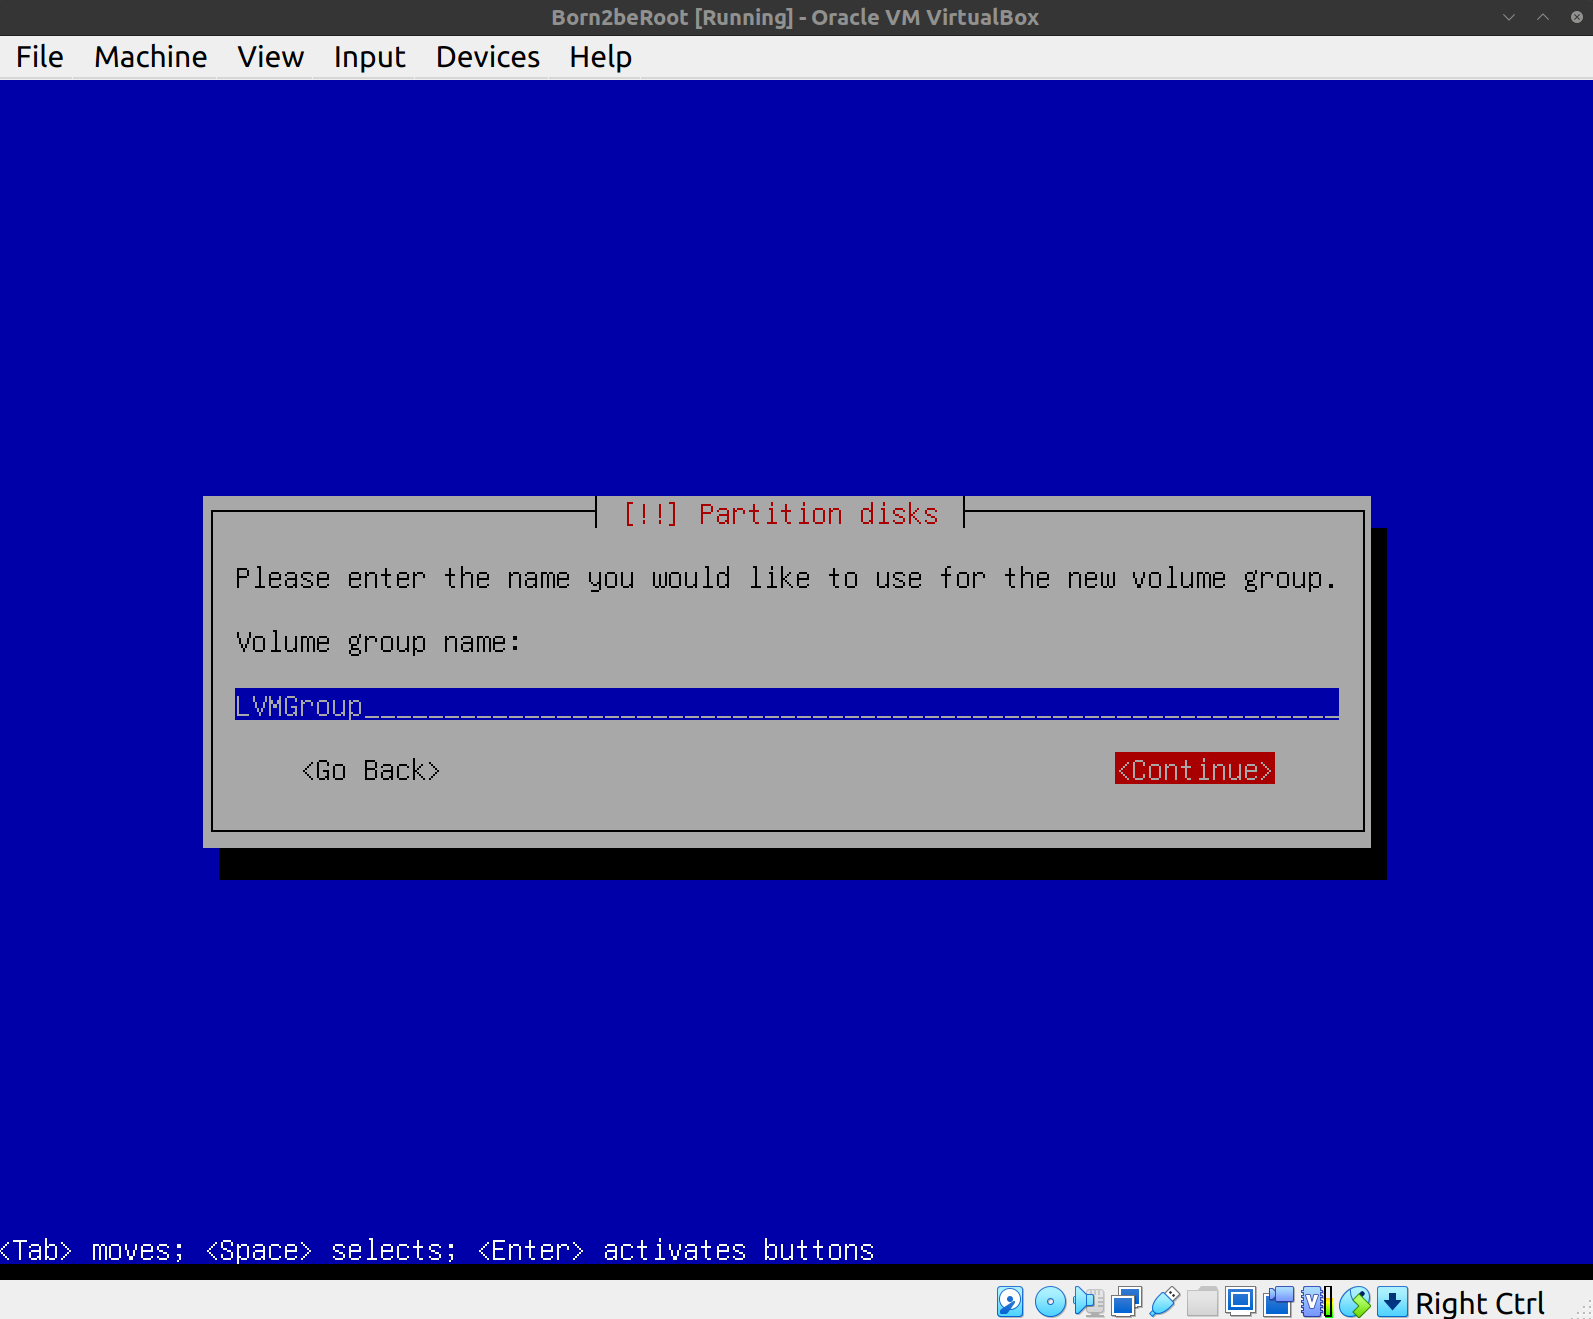 Born2beRoot [Running] - Oracle VM VirtualBox
File Machine View Input Devices Help
[!!] Partition disks
Please enter the name you would like to use for the new volume group.
Volume group name:
LVMGroup_____________________________________________________________
<Go Back> <Continue>
<Tab> moves; <Space> selects; <Enter> activates buttons
V
Right Ctrl